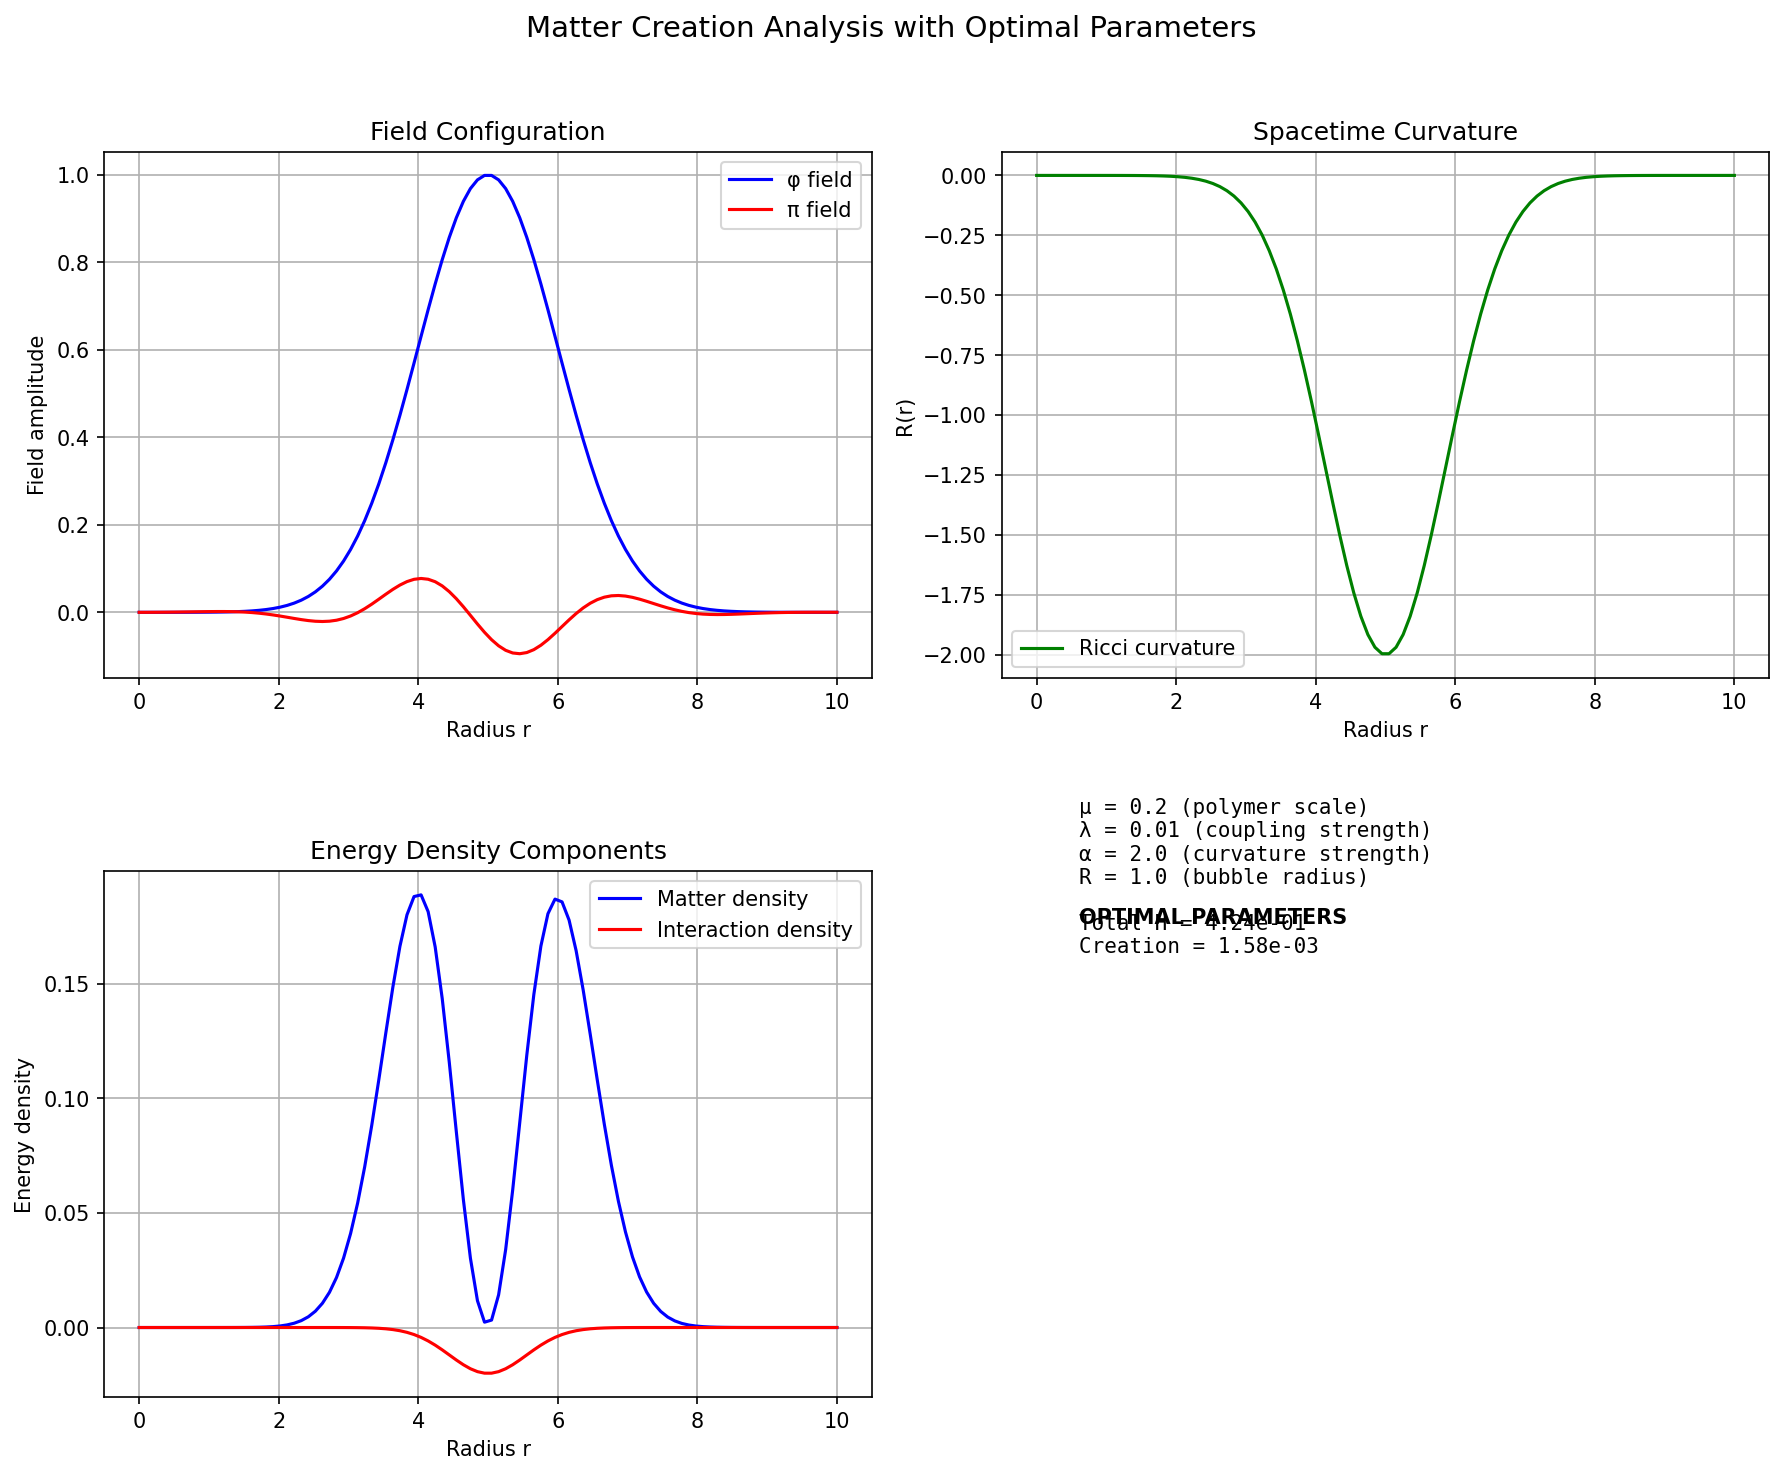 Matter Creation Analysis with Optimal Parameters
Field Configuration
φ field
π field
1.0
0.8
0.6
0.4
0.2
0.0
Field amplitude
0 2 4 6 8 10
Radius r
Spacetime Curvature
0.00
−0.25
−0.50
−0.75
−1.00
−1.25
−1.50
−1.75
−2.00
R(r)
Ricci curvature
0 2 4 6 8 10
Radius r
Energy Density Components
Matter density
Interaction density
0.15
0.10
0.05
0.00
Energy density
0 2 4 6 8 10
Radius r
μ = 0.2 (polymer scale)
λ = 0.01 (coupling strength)
α = 2.0 (curvature strength)
R = 1.0 (bubble radius)
OPTIMAL PARAMETERS
Total H = 4.24e-01
Creation = 1.58e-03